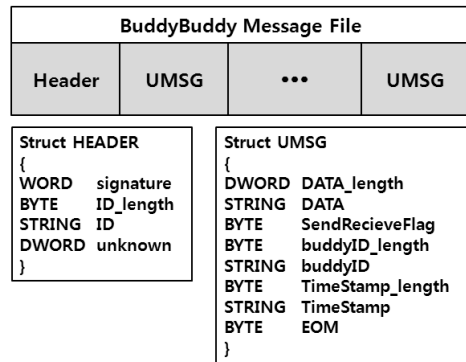 BuddyBuddy Message File
Header UMSG ••• UMSG
Struct HEADER
{
WORD signature
BYTE ID_length
STRING ID
DWORD unknown
}
Struct UMSG
{
DWORD DATA_length
STRING DATA
BYTE SendRecieveFlag
BYTE buddyID_length
STRING buddyID
BYTE TimeStamp_length
STRING TimeStamp
BYTE EOM
}